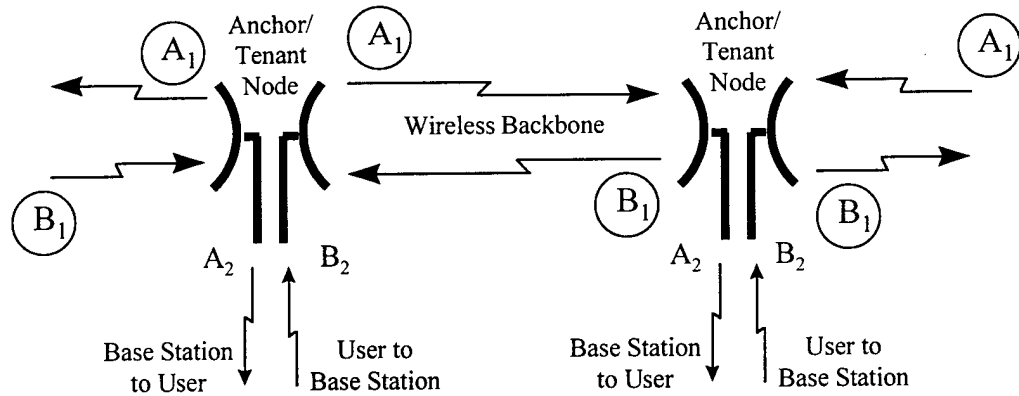 A₁
Anchor/
Tenant
Node
A₁
Anchor/
Tenant
Node
A₁
Wireless Backbone
B₁
B₁
B₁
A₂
B₂
A₂
B₂
Base Station
to User
User to
Base Station
Base Station
to User
User to
Base Station